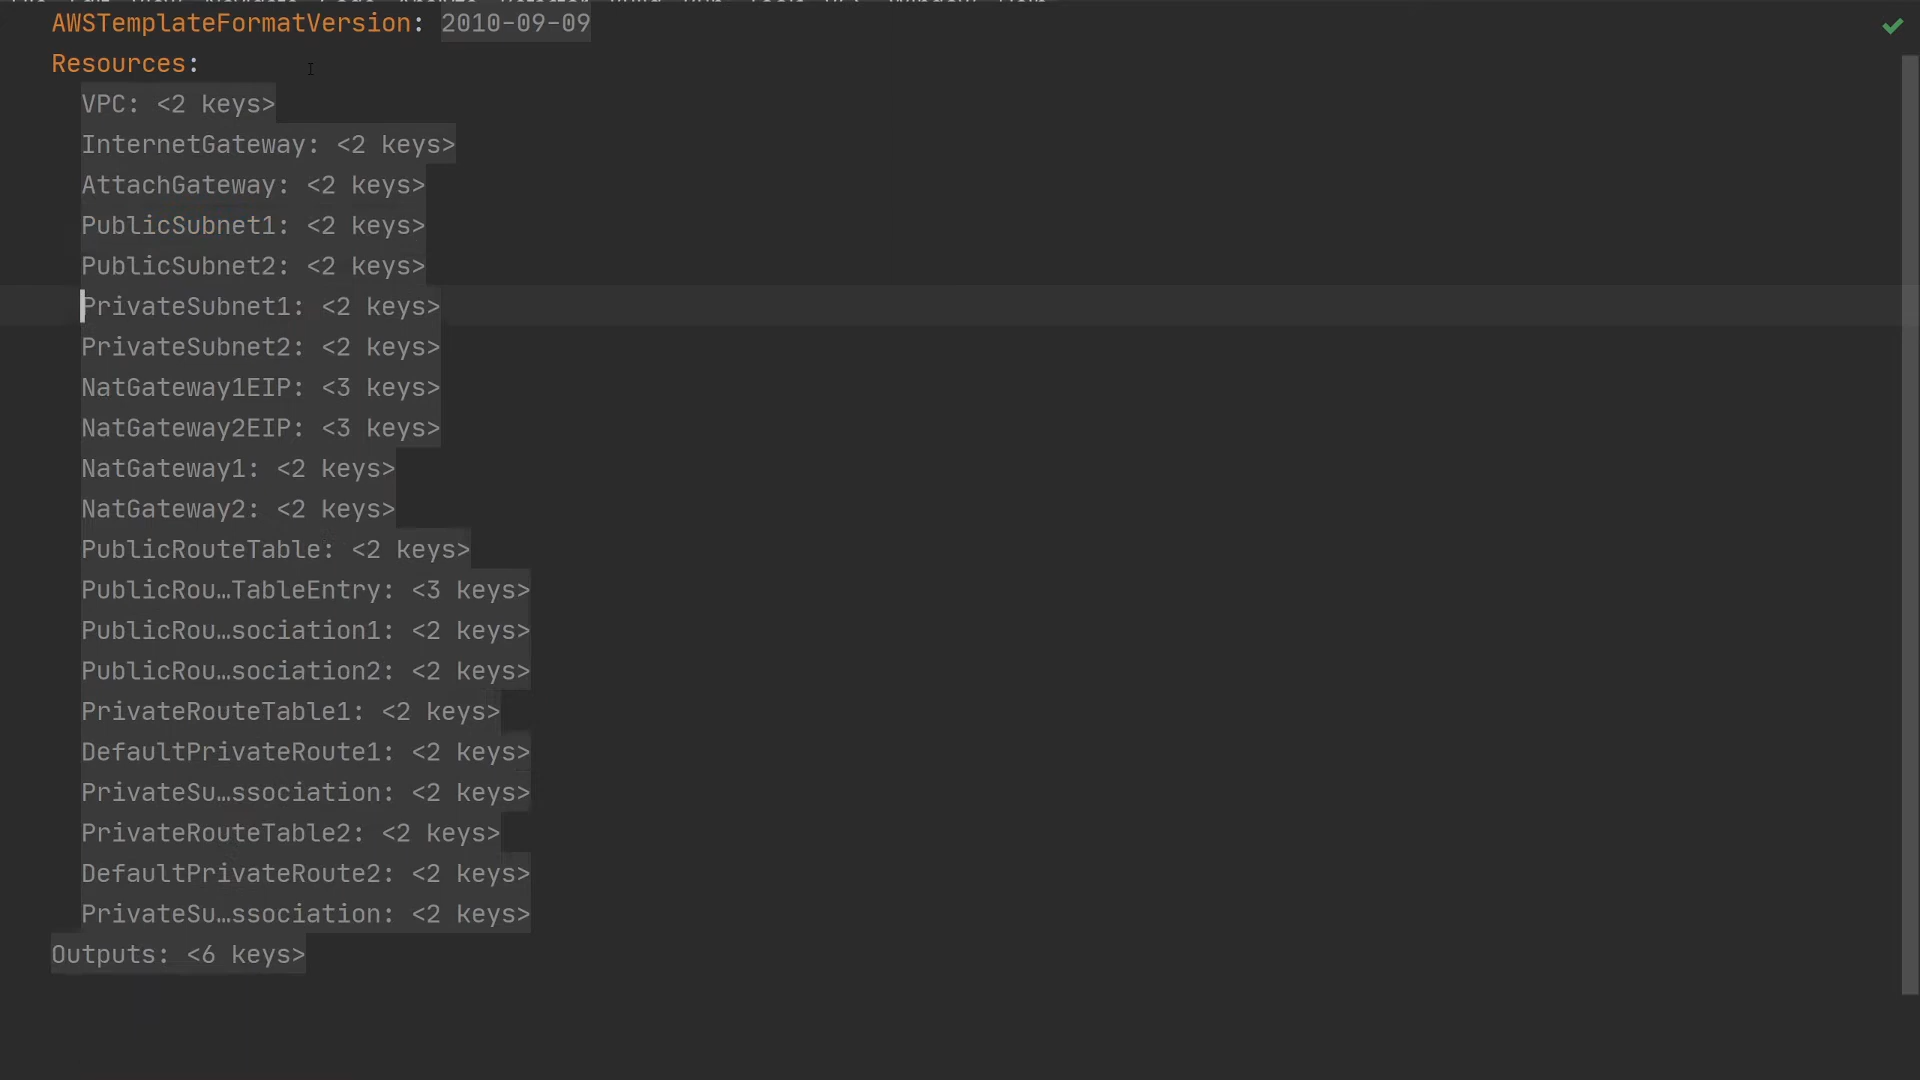 AWSTemplateFormatVersion: 2010-09-09
Resources:
VPC: <2 keys>
InternetGateway: <2 keys>
AttachGateway: <2 keys>
PublicSubnet1: <2 keys>
PublicSubnet2: <2 keys>
PrivateSubnet1: <2 keys>
PrivateSubnet2: <2 keys>
NatGateway1EIP: <3 keys>
NatGateway2EIP: <3 keys>
NatGateway1: <2 keys>
NatGateway2: <2 keys>
PublicRouteTable: <2 keys>
PublicRou…TableEntry: <3 keys>
PublicRou…sociation1: <2 keys>
PublicRou…sociation2: <2 keys>
PrivateRouteTable1: <2 keys>
DefaultPrivateRoute1: <2 keys>
PrivateSu…ssociation: <2 keys>
PrivateRouteTable2: <2 keys>
DefaultPrivateRoute2: <2 keys>
PrivateSu…ssociation: <2 keys>
Outputs: <6 keys>